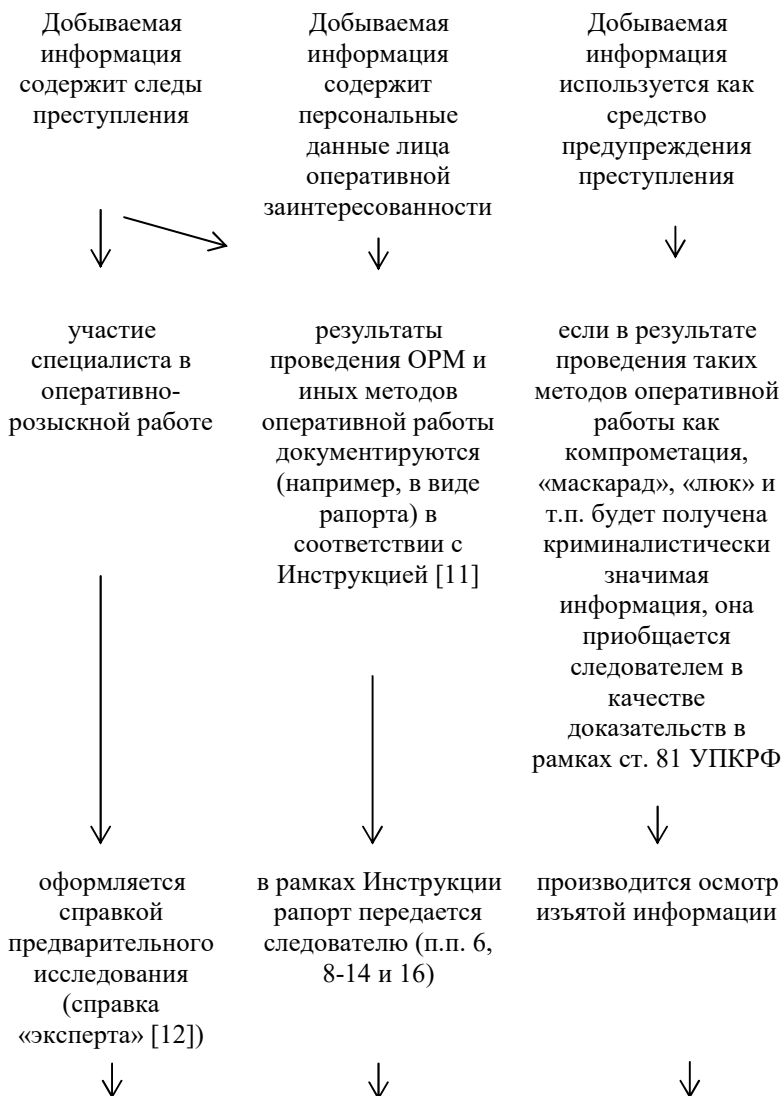 Добываемая
информация
содержит следы
преступления
Добываемая
информация
содержит
персональные
данные лица
оперативной
заинтересованности
Добываемая
информация
используется как
средство
предупреждения
преступления
участие
специалиста в
оперативно-
розыскной работе
результаты
проведения ОРМ и
иных методов
оперативной работы
документируются
(например, в виде
рапорта) в
соответствии с
Инструкцией [11]
если в результате
проведения таких
методов оперативной
работы как
компрометация,
«маскарад», «люк» и
т.п. будет получена
криминалистически
значимая
информация, она
приобщается
следователем в
качестве
доказательств в
рамках ст. 81 УПКРФ
оформляется
справкой
предварительного
исследования
(справка
«эксперта» [12])
в рамках Инструкции
рапорт передается
следователю (п.п. 6,
8-14 и 16)
производится осмотр
изъятой информации